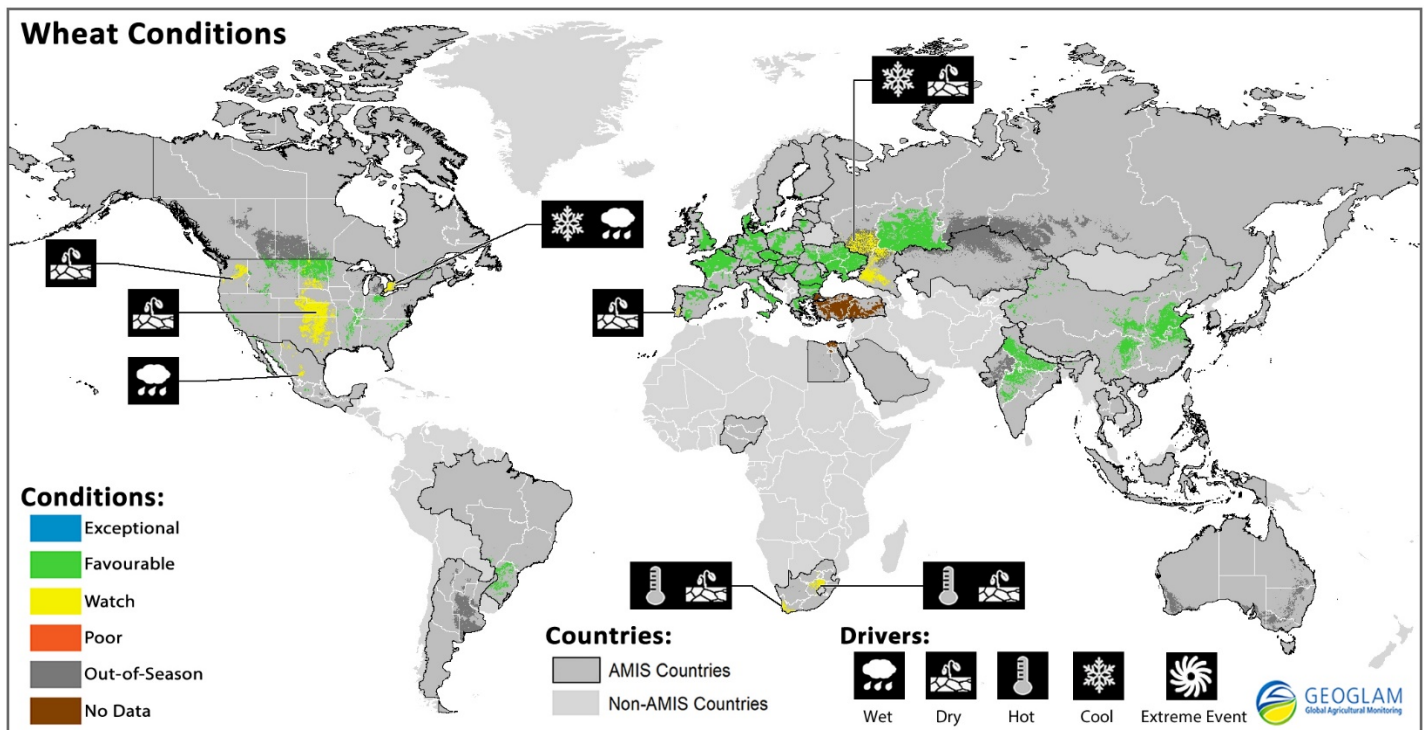 Wheat Conditions
Conditions:
Exceptional
Favourable
Watch
Poor
Out-of-Season
No Data
Countries:
AMIS Countries
Non-AMIS Countries
Drivers:
Wet
Dry
Hot
Cool
Extreme Event
GEOGLAM
Global Agricultural Monitoring